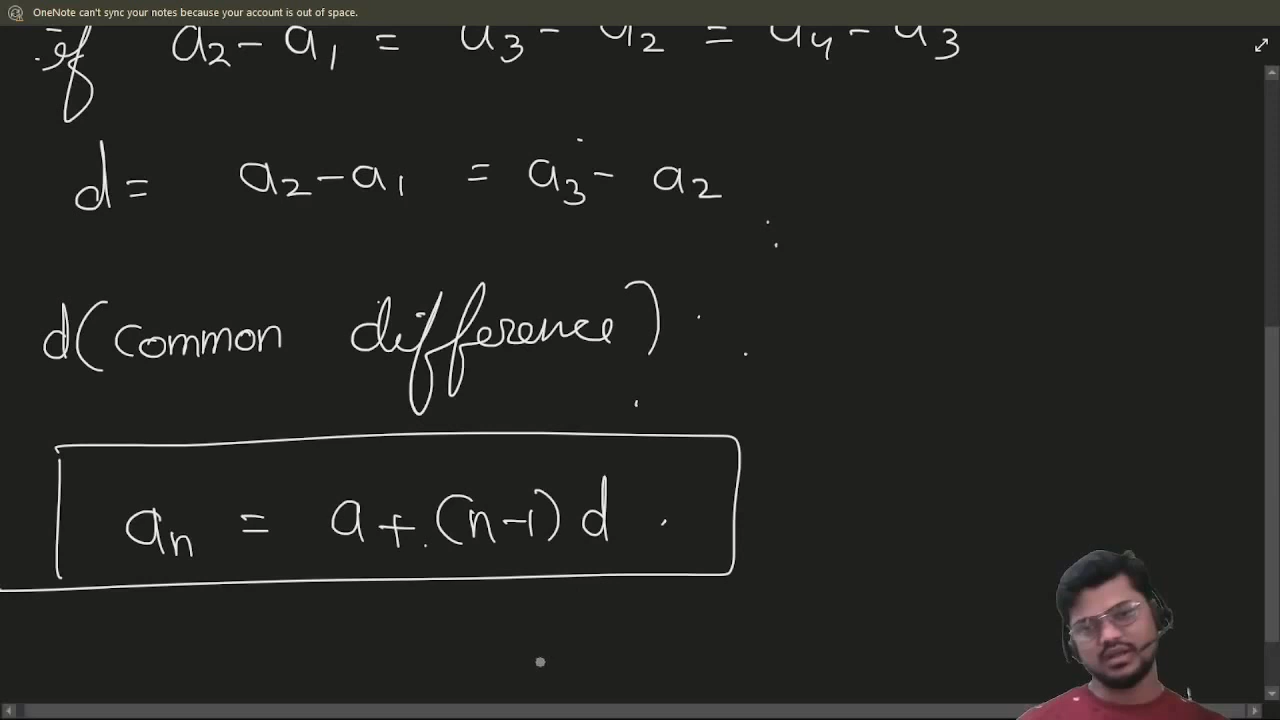 OneNote can't sync your notes because your account is out of space.
if a₂ - a₁ = a₃ - a₂ = a₄ - a₃
d = a₂ - a₁ = a₃ - a₂
d(common difference)
aₙ = a + (n-1) d